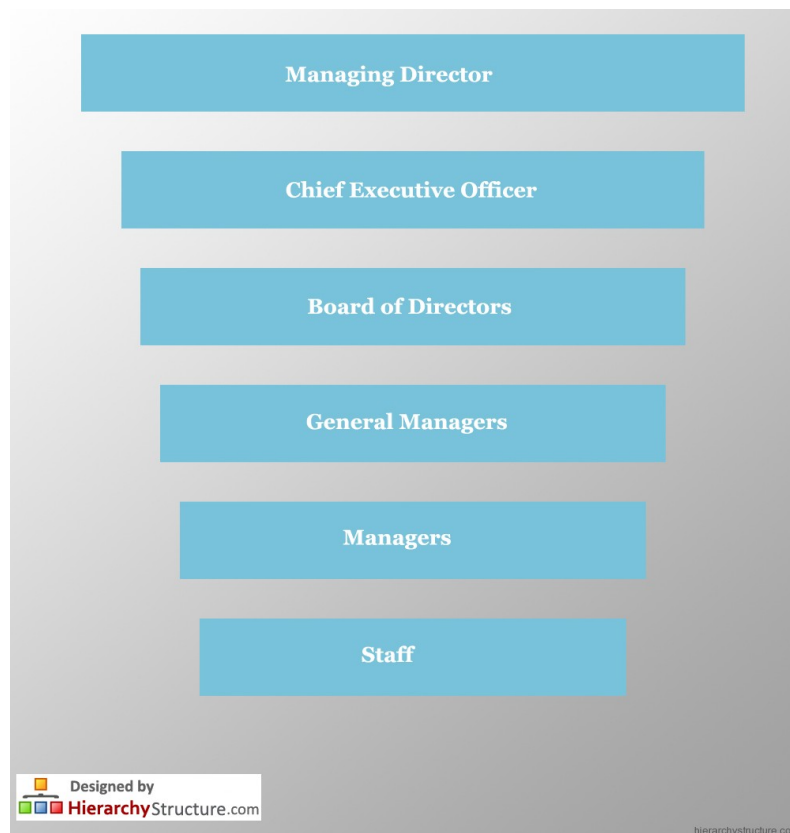 Managing Director
Chief Executive Officer
Board of Directors
General Managers
Managers
Staff
Designed by
HierarchyStructure.com